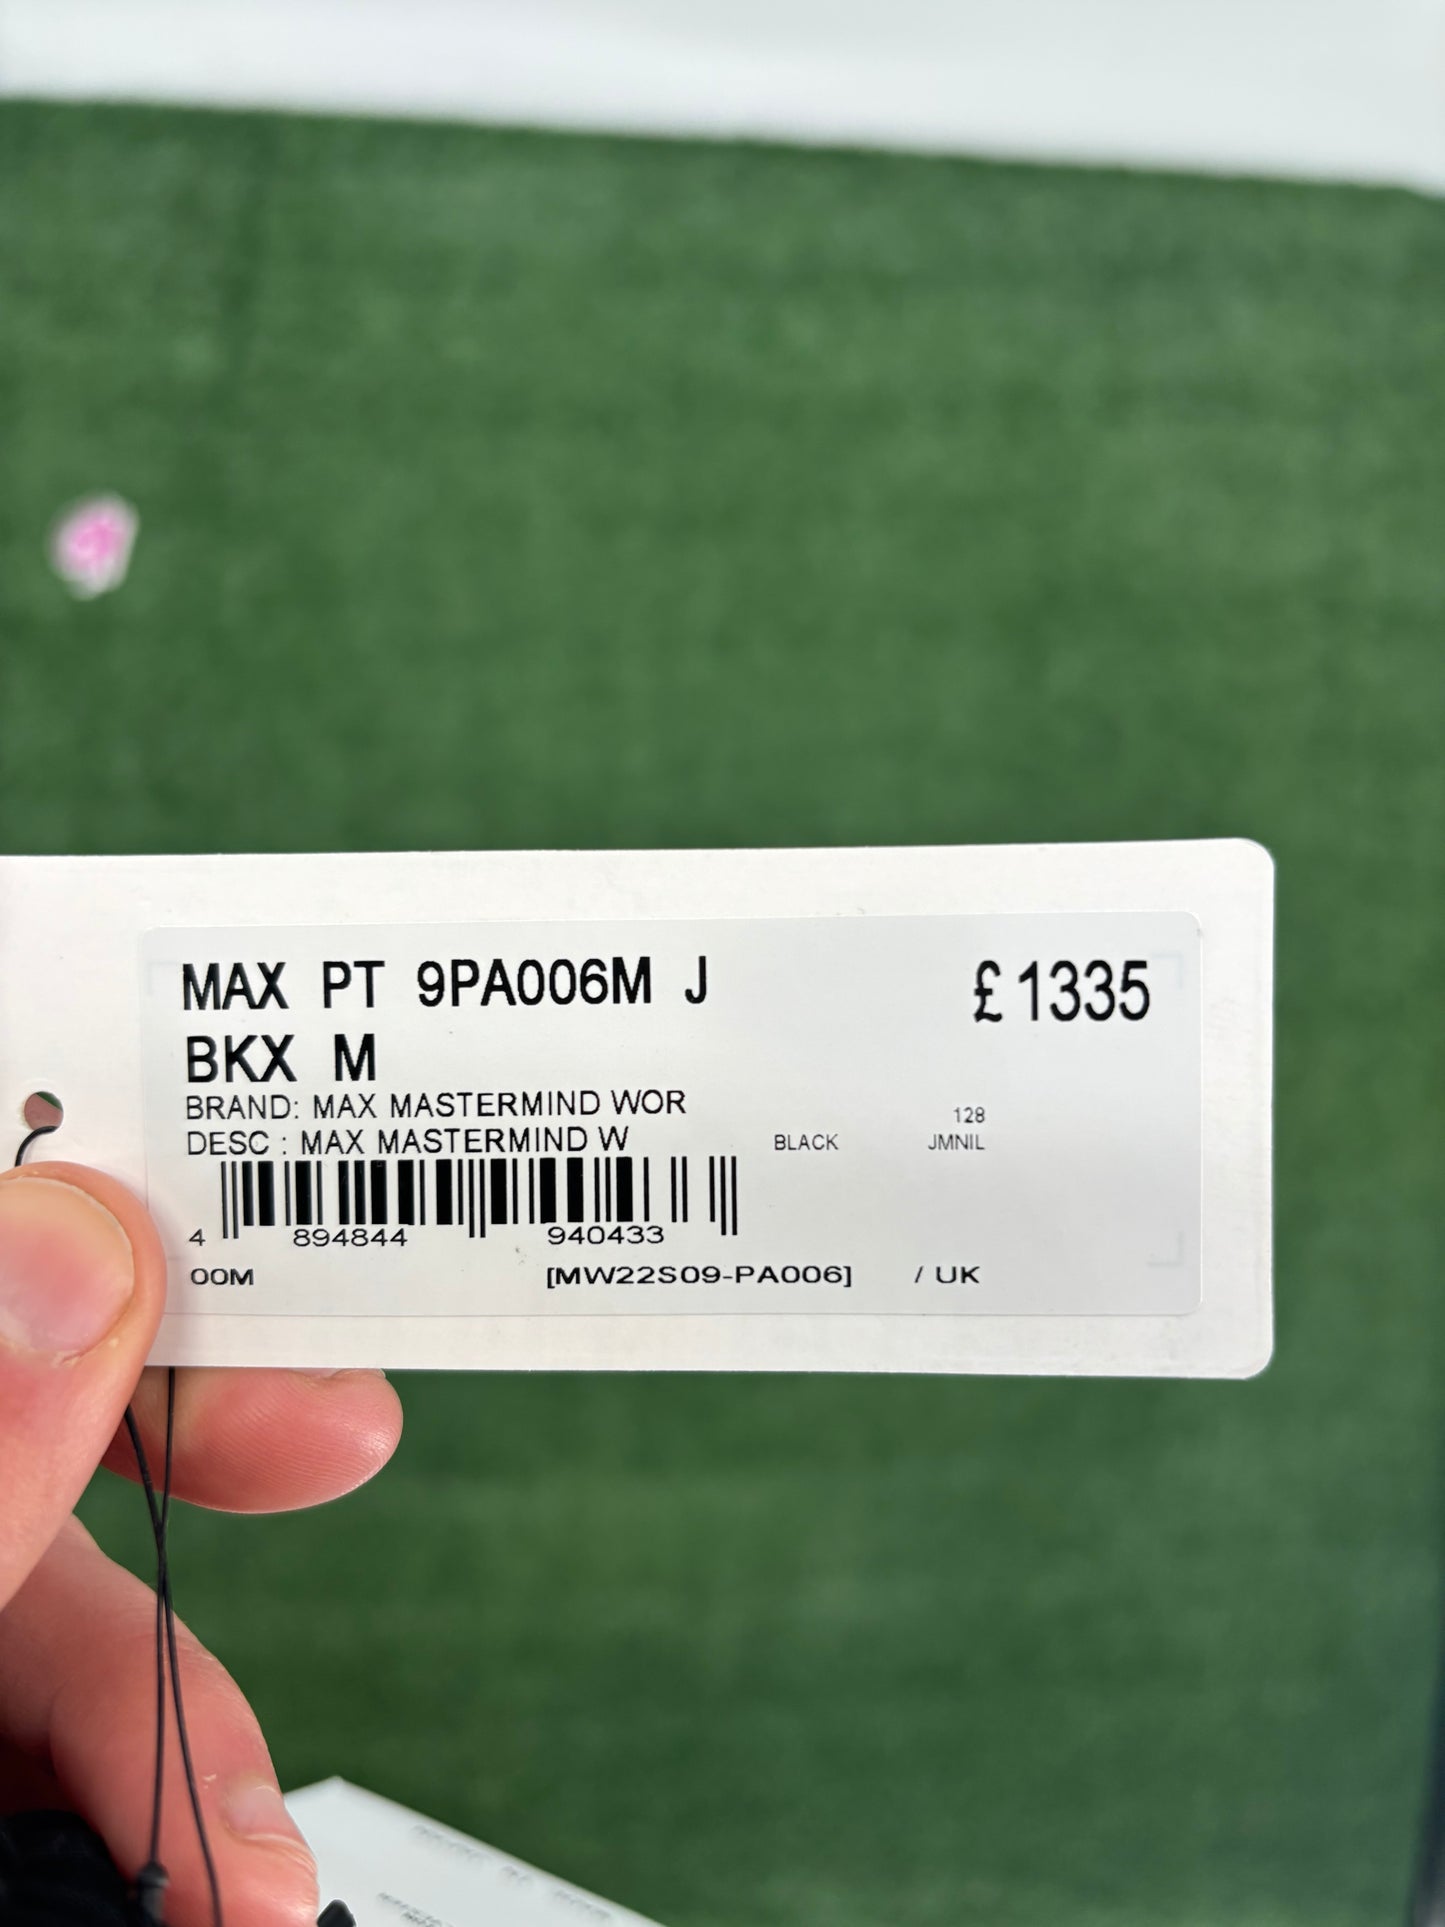 MAX PT 9PA006M J £1335
BKX M
BRAND: MAX MASTERMIND WOR 128
DESC : MAX MASTERMIND W BLACK JMNIL
4 894844 940433
00M [MW22S09-PA006] / UK